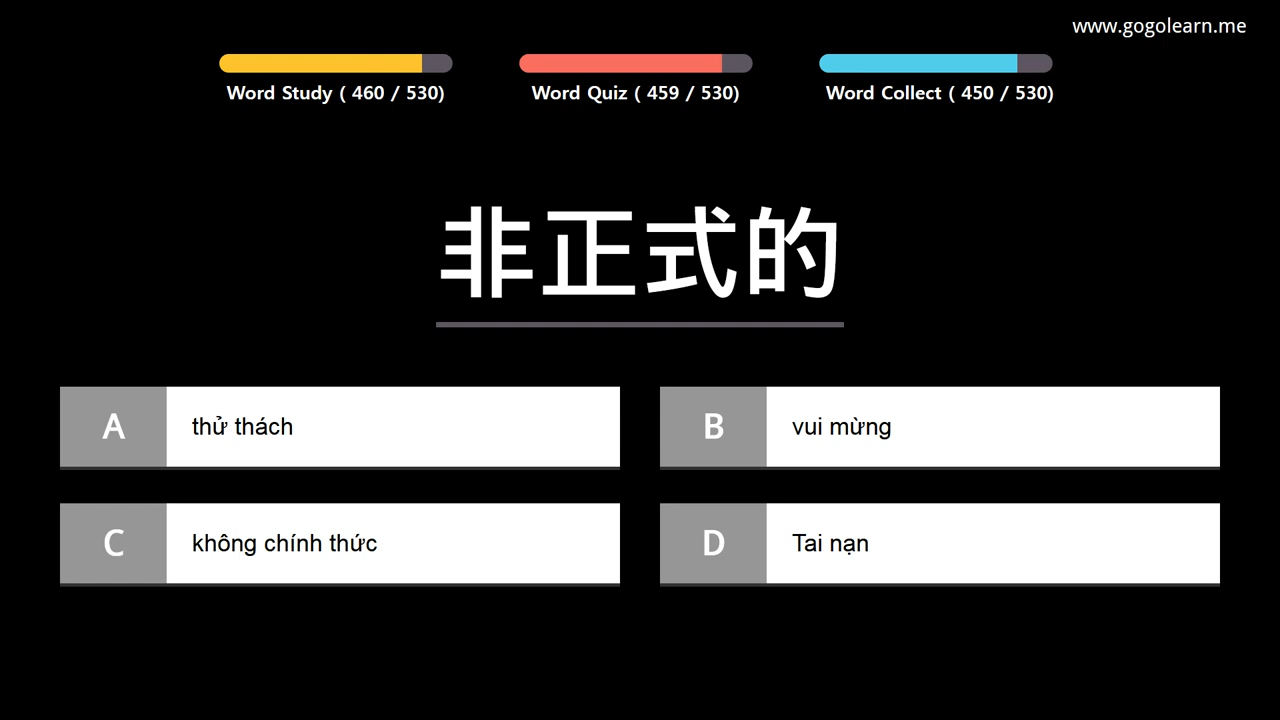 www.gogolearn.me
Word Study ( 460 / 530)
Word Quiz ( 459 / 530)
Word Collect ( 450 / 530)
非正式的
A
thử thách
B
vui mừng
C
không chính thức
D
Tai nạn